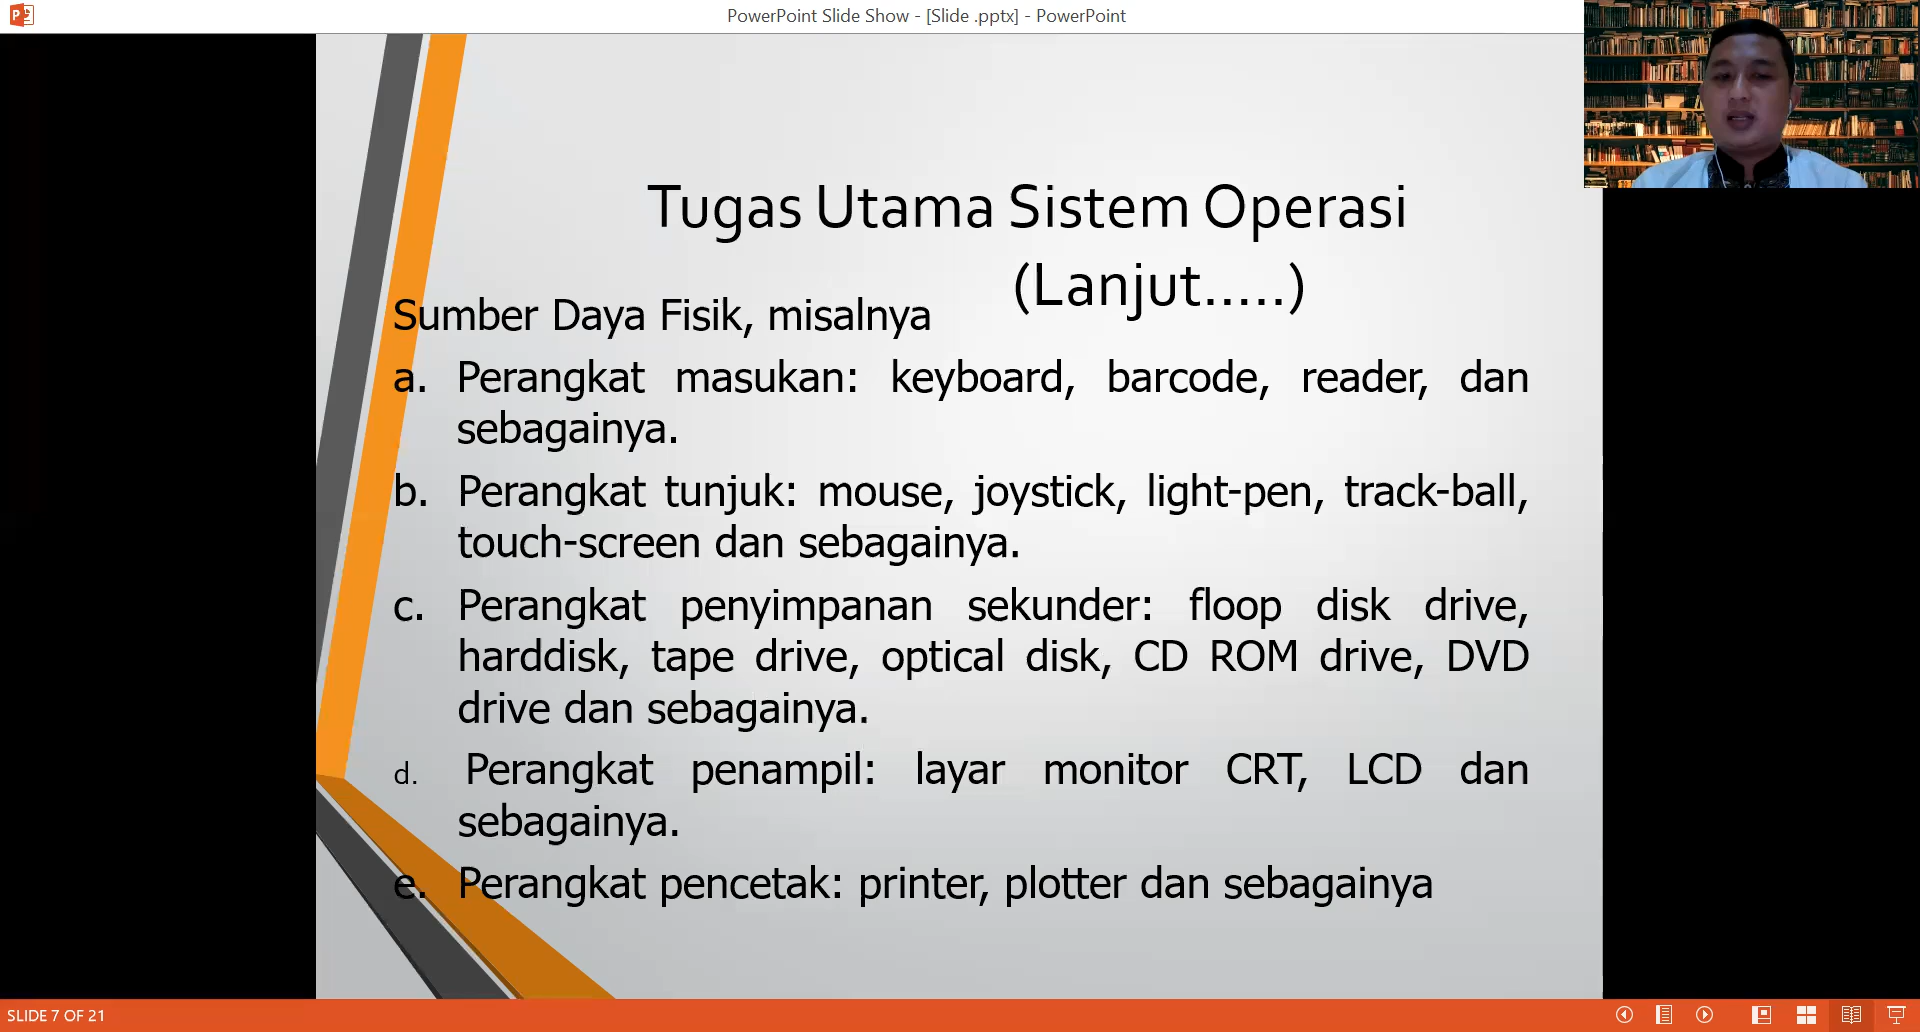 PowerPoint Slide Show - [Slide .pptx] - PowerPoint
Tugas Utama Sistem Operasi
(Lanjut.....)
Sumber Daya Fisik, misalnya
a. Perangkat masukan: keyboard, barcode, reader, dan
sebagainya.
b. Perangkat tunjuk: mouse, joystick, light-pen, track-ball,
touch-screen dan sebagainya.
c. Perangkat penyimpanan sekunder: floop disk drive,
harddisk, tape drive, optical disk, CD ROM drive, DVD
drive dan sebagainya.
d. Perangkat penampil: layar monitor CRT, LCD dan
sebagainya.
e. Perangkat pencetak: printer, plotter dan sebagainya
SLIDE 7 OF 21